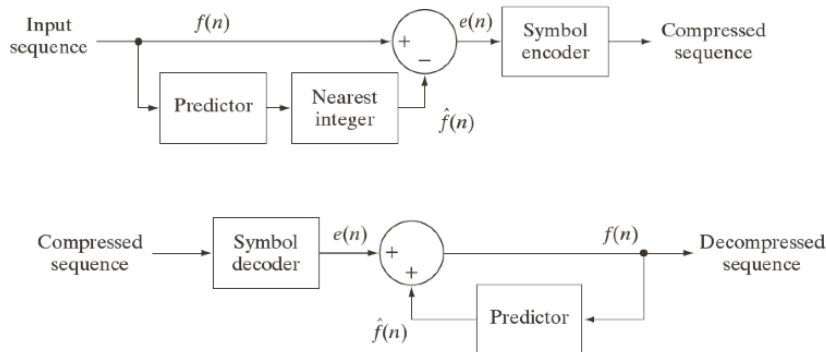 Input
sequence
f(n)
Predictor
Nearest
integer
f̂(n)
+
−
e(n)
Symbol
encoder
Compressed
sequence
Compressed
sequence
Symbol
decoder
e(n)
+
+
f̂(n)
Predictor
f(n)
Decompressed
sequence